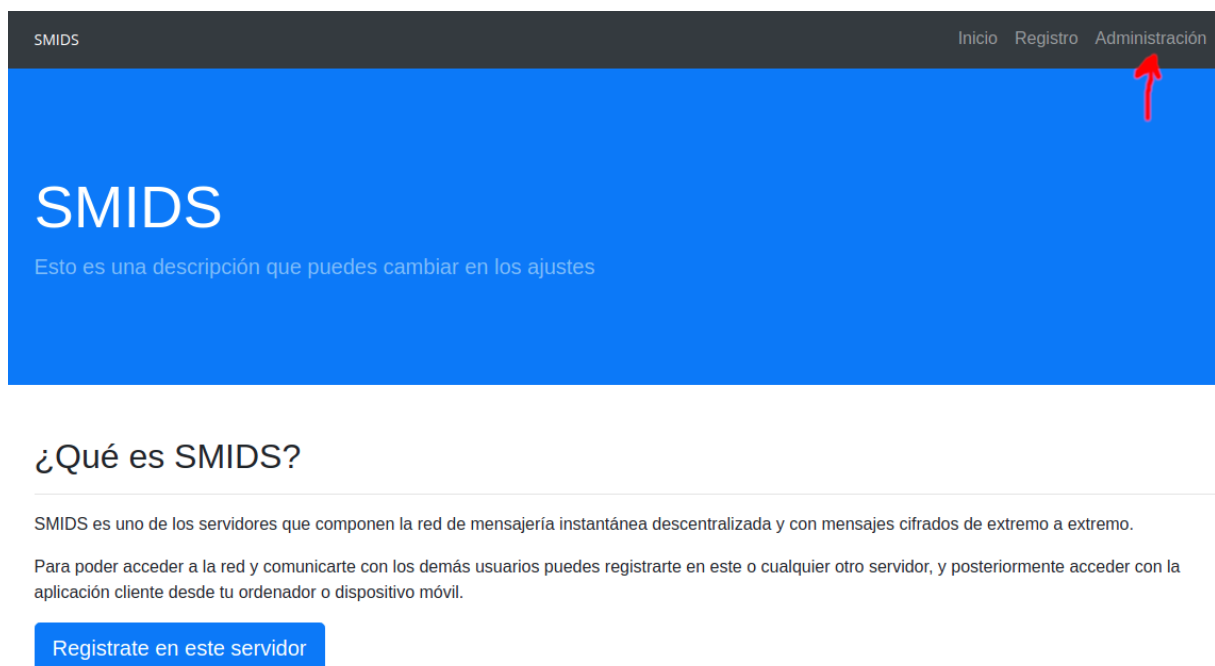 SMIDS
Inicio Registro Administración
SMIDS
Esto es una descripción que puedes cambiar en los ajustes
¿Qué es SMIDS?
SMIDS es uno de los servidores que componen la red de mensajería instantánea descentralizada y con mensajes cifrados de extremo a extremo.
Para poder acceder a la red y comunicarte con los demás usuarios puedes registrarte en este o cualquier otro servidor, y posteriormente acceder con la
aplicación cliente desde tu ordenador o dispositivo móvil.
Registrate en este servidor